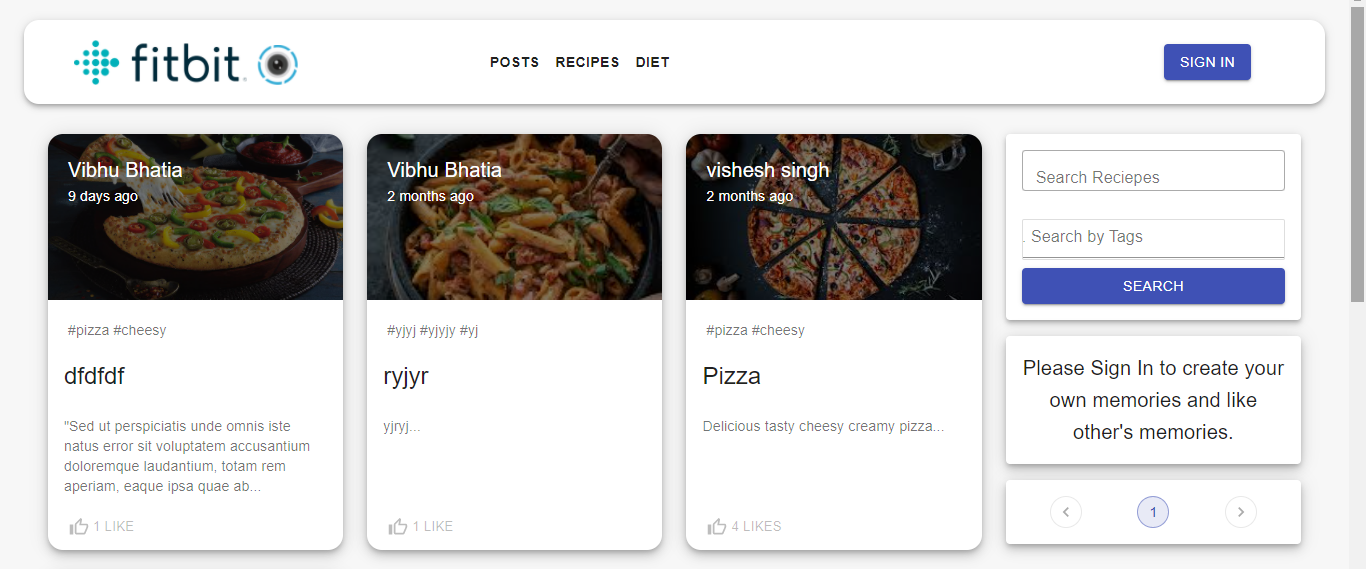 fitbit.
POSTS RECIPES DIET
SIGN IN
Vibhu Bhatia
9 days ago
#pizza #cheesy
dfdfdf
"Sed ut perspiciatis unde omnis iste
natus error sit voluptatem accusantium
doloremque laudantium, totam rem
aperiam, eaque ipsa quae ab...
1 LIKE
Vibhu Bhatia
2 months ago
#yjyj #yjyjyy #yj
ryjyr
yjryj...
1 LIKE
vishesh singh
2 months ago
#pizza #cheesy
Pizza
Delicious tasty cheesy creamy pizza...
4 LIKES
Search Reciepes
Search by Tags
SEARCH
Please Sign In to create your
own memories and like
other's memories.
1